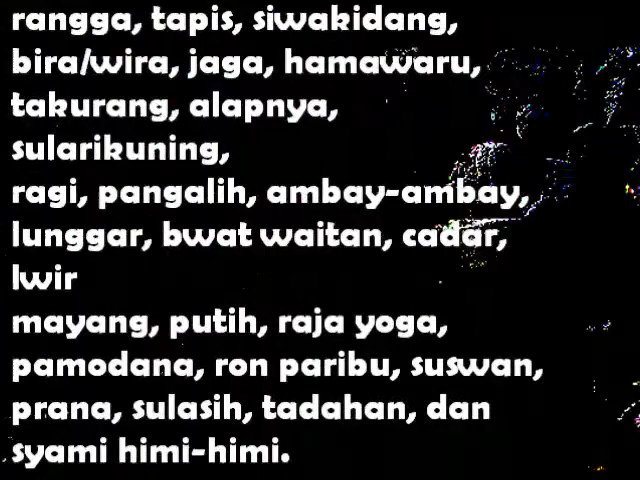 rangga, tapis, siwakidang,
bira/wira, jaga, hamawaru,
takurang, alapnya,
sularikuning,
ragi, pangalih, ambay-ambay,
lunggar, bwat waitan, cadar,
lwir
mayang, putih, raja yoga,
pamodana, ron paribu, suswan,
prana, sulasih, tadahan, dan
syami himi-himi.